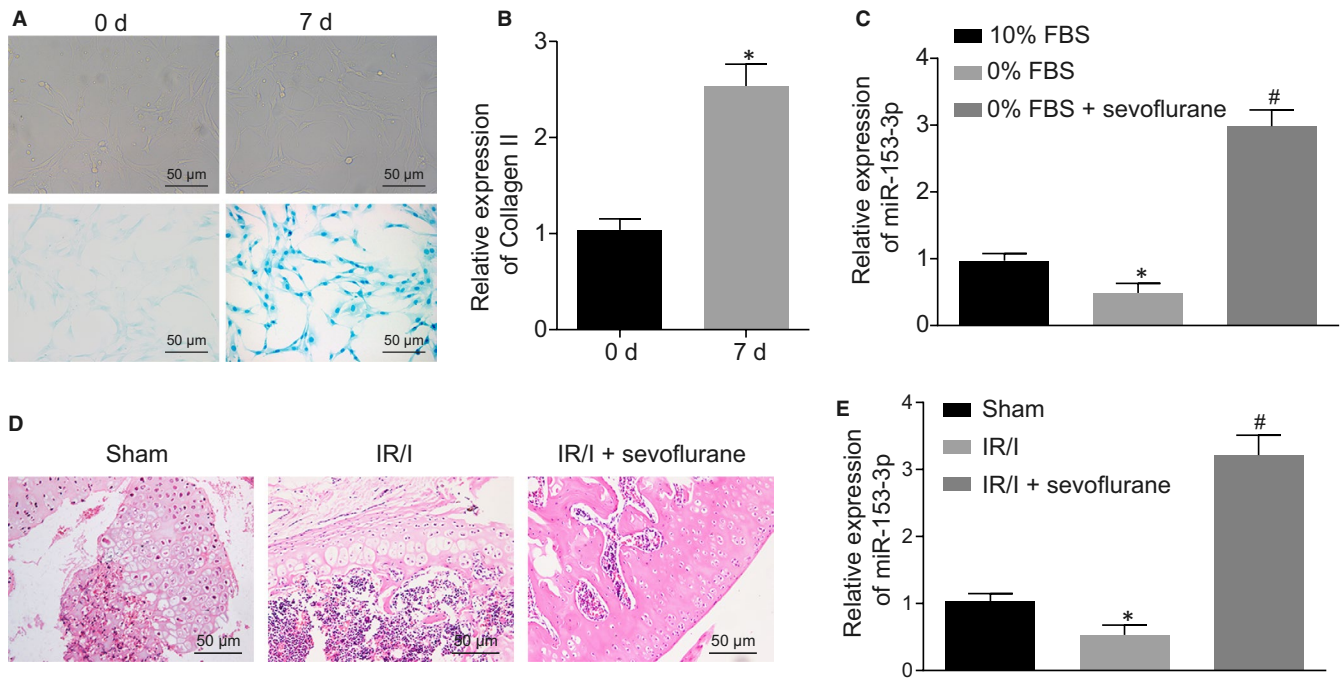 A
0 d
7 d
50 µm
50 µm
50 µm
50 µm
B
Relative expression
of Collagen II
3
2
1
0
*
0 d
7 d
C
10% FBS
0% FBS
0% FBS + sevoflurane
Relative expression
of miR-153-3p
4
3
2
1
0
*
#
D
Sham
IR/I
IR/I + sevoflurane
50 µm
50 µm
50 µm
E
Sham
IR/I
IR/I + sevoflurane
Relative expression
of miR-153-3p
4
3
2
1
0
*
#